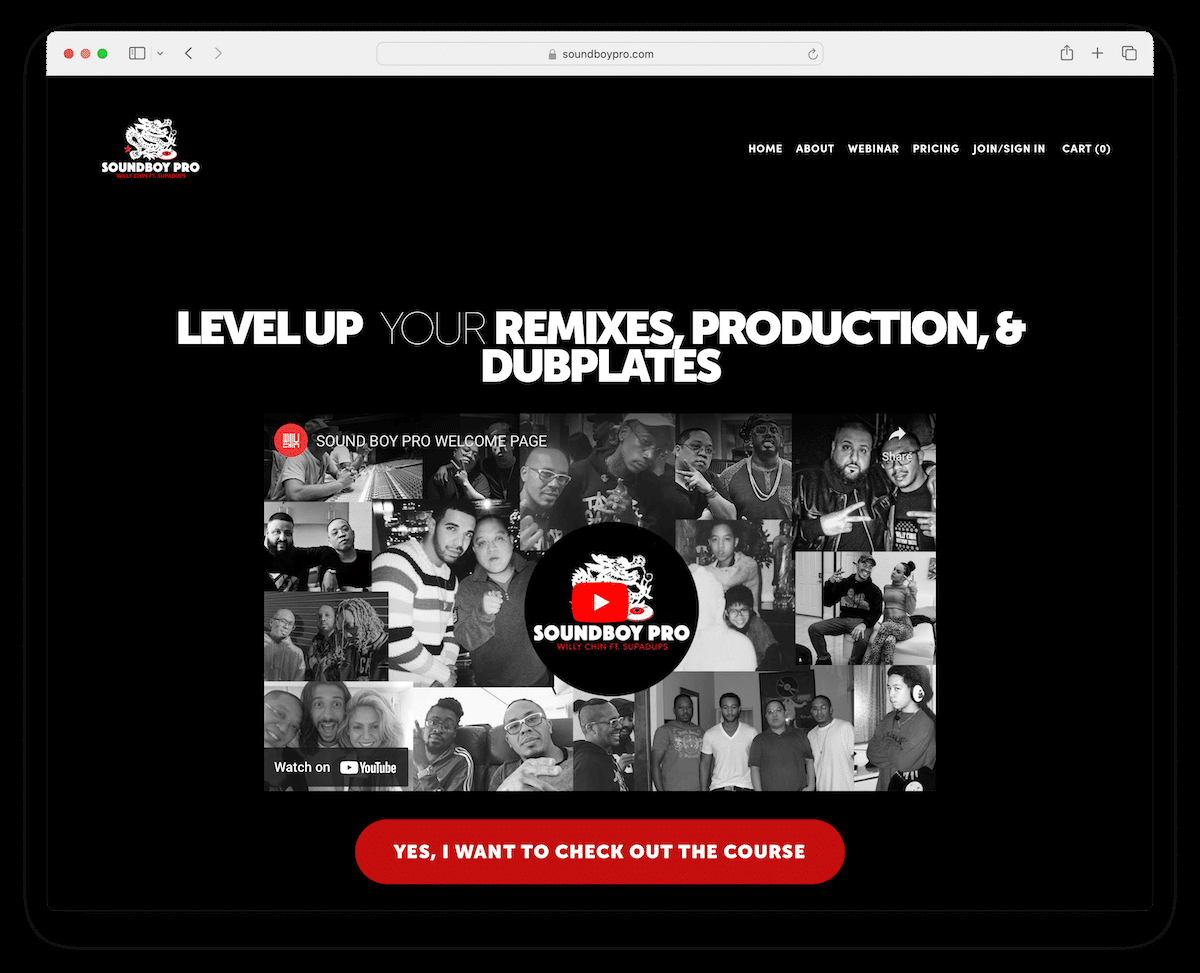 soundboypro.com
SOUNDBOY PRO
WILLY CHIN FT. SUPADUPS
HOME ABOUT WEBINAR PRICING JOIN/SIGN IN CART (0)
LEVEL UP YOUR REMIXES, PRODUCTION, &
DUBPLATES
WILLY
CHIN
SOUND BOY PRO WELCOME PAGE
Share
SOUNDBOY PRO
WILLY CHIN FT. SUPADUPS
Watch on YouTube
YES, I WANT TO CHECK OUT THE COURSE